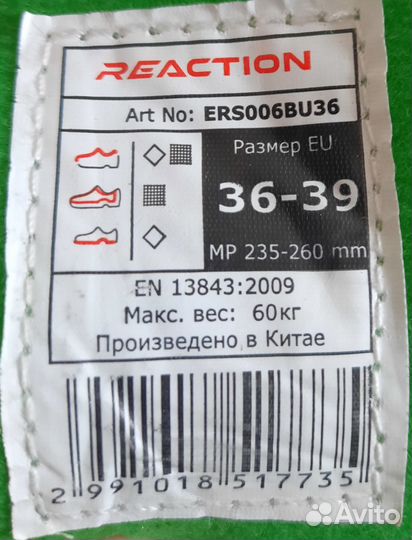 REACTION
Art No: ERS006BU36
Размер EU
36-39
MP 235-260 mm
EN 13843:2009
Макс. вес: 60кг
Произведено в Китае
2 991018 517735
Avito